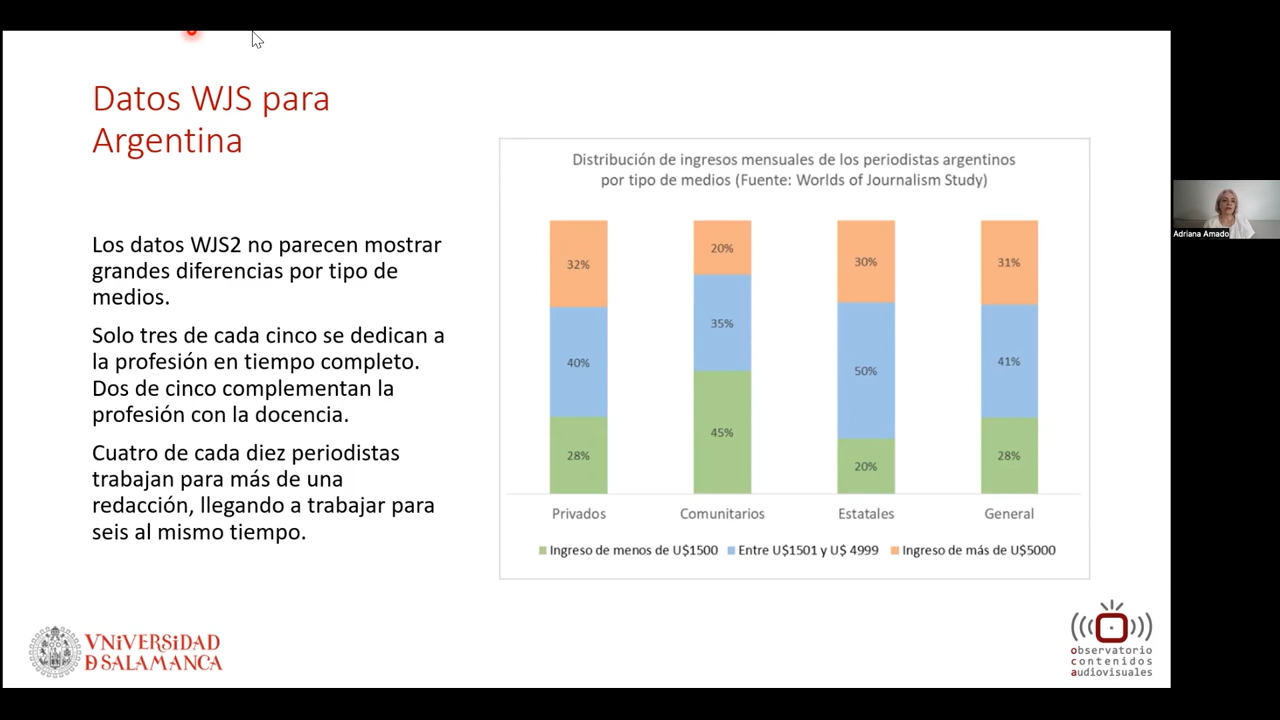 Datos WJS para
Argentina
Los datos WJS2 no parecen mostrar
grandes diferencias por tipo de
medios.
Solo tres de cada cinco se dedican a
la profesión en tiempo completo.
Dos de cinco complementan la
profesión con la docencia.
Cuatro de cada diez periodistas
trabajan para más de una
redacción, llegando a trabajar para
seis al mismo tiempo.
Distribución de ingresos mensuales de los periodistas argentinos
por tipo de medios (Fuente: Worlds of Journalism Study)
32% 20% 30% 31%
40% 35% 50% 41%
28% 45% 20% 28%
Privados Comunitarios Estatales General
Ingreso de menos de U$1500 Entre U$1501 y U$ 4999 Ingreso de más de U$5000
Adriana Amado
VNiVERSiDAD
D SALAMANCA
observatorio
contenidos
audiovisuales